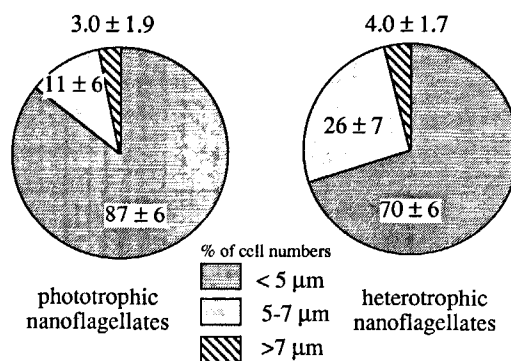 3.0 ± 1.9
4.0 ± 1.7
11 ± 6
26 ± 7
87 ± 6
70 ± 6
% of cell numbers
< 5 µm
5-7 µm
>7 µm
phototrophic
nanoflagellates
heterotrophic
nanoflagellates